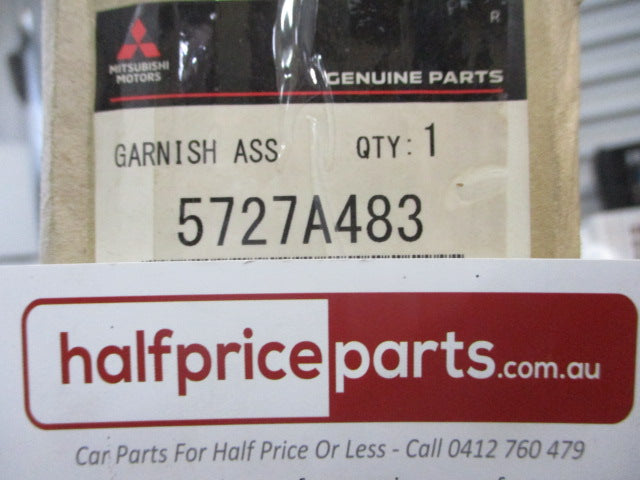 R
MITSUBISHI
MOTORS
GENUINE PARTS
GARNISH ASS QTY: 1
5727A483
halfpriceparts.com.au
Car Parts For Half Price Or Less - Call 0412 760 479